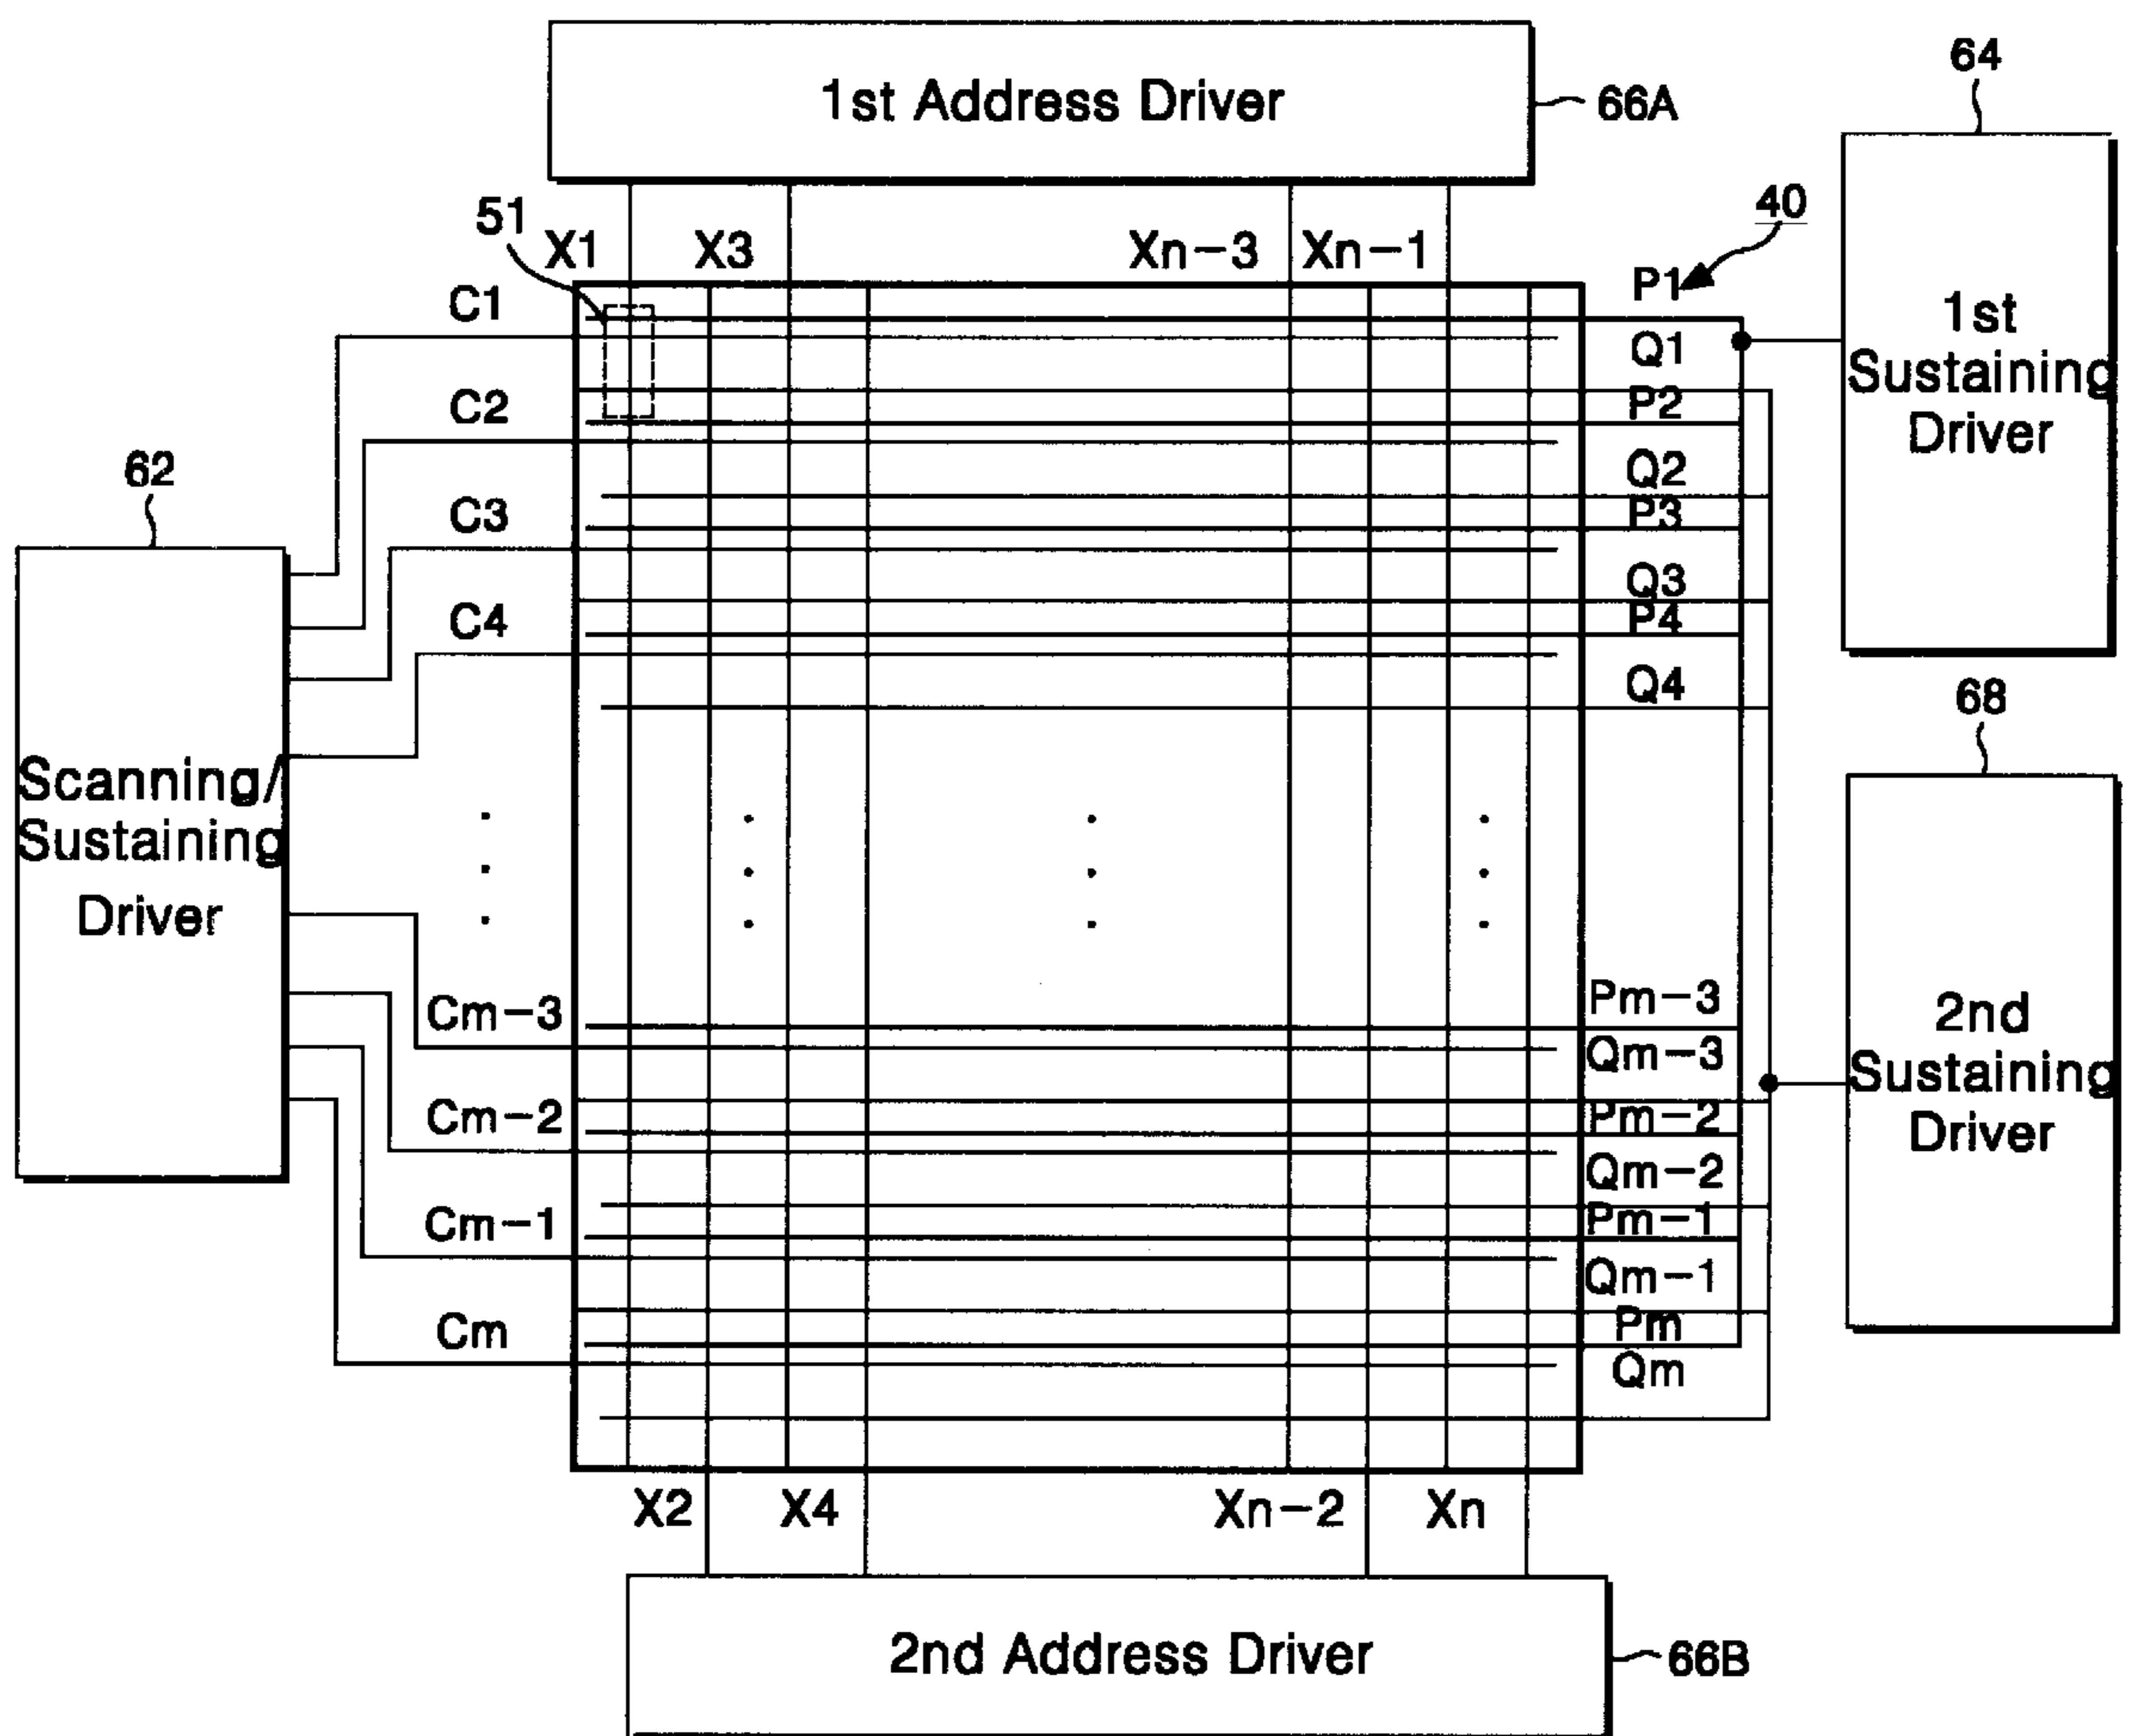 1st Address Driver
66A
64
51
X1
X3
Xn-3
Xn-1
40
C1
P1
Q1
1st
Sustaining
Driver
C2
P2
62
Q2
C3
P3
Q3
C4
P4
Q4
68
Scanning/
Sustaining
Driver
Cm-3
Pm-3
Qm-3
2nd
Sustaining
Driver
Cm-2
Pm-2
Qm-2
Cm-1
Pm-1
Qm-1
Cm
Pm
Qm
X2
X4
Xn-2
Xn
2nd Address Driver
66B